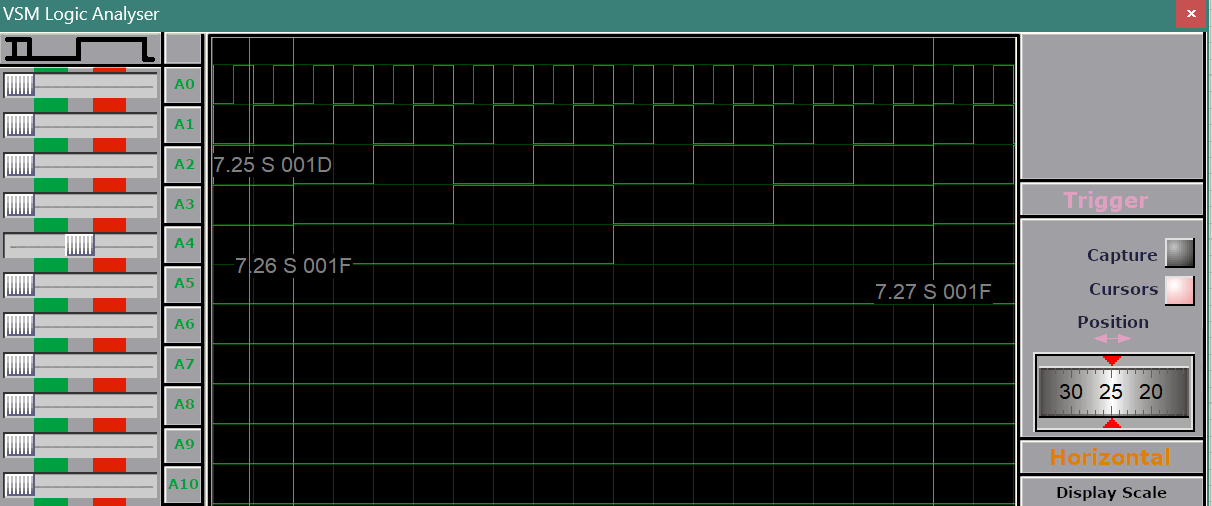 VSM Logic Analyser
×
A0
A1
A2
7.25 S 001D
A3
Trigger
A4
7.26 S 001F
Capture
A5
7.27 S 001F
Cursors
A6
Position
A7
A8
30 25 20
A9
Horizontal
A10
Display Scale